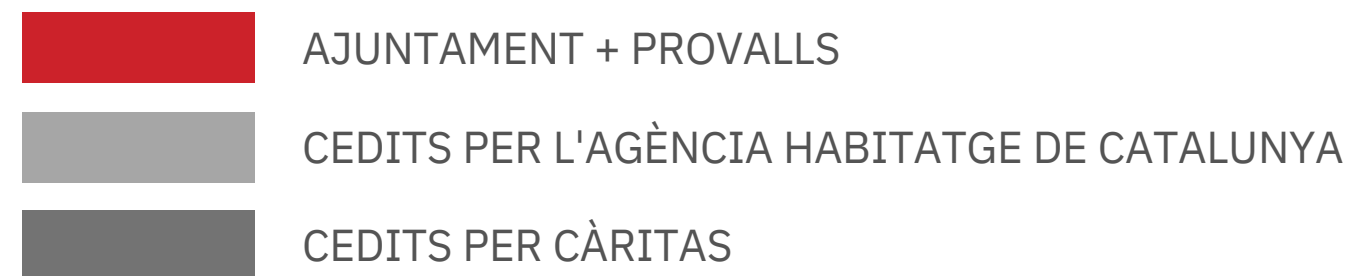 AJUNTAMENT + PROVALLS
CEDITS PER L'AGÈNCIA HABITATGE DE CATALUNYA
CEDITS PER CÀRITAS